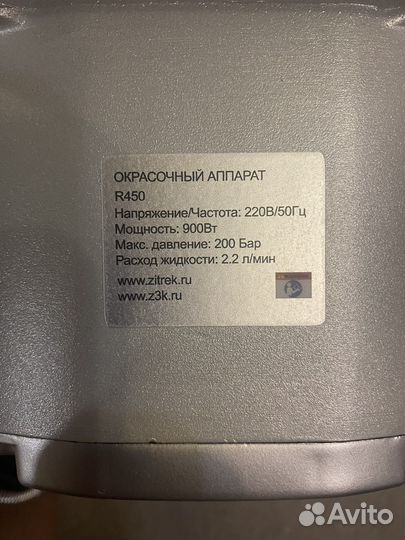 ОКРАСОЧНЫЙ АППАРАТ
R450
Напряжение/Частота: 220В/50Гц
Мощность: 900Вт
Макс. давление: 200 Бар
Расход жидкости: 2.2 л/мин
www.zitrek.ru
www.z3k.ru
Avito